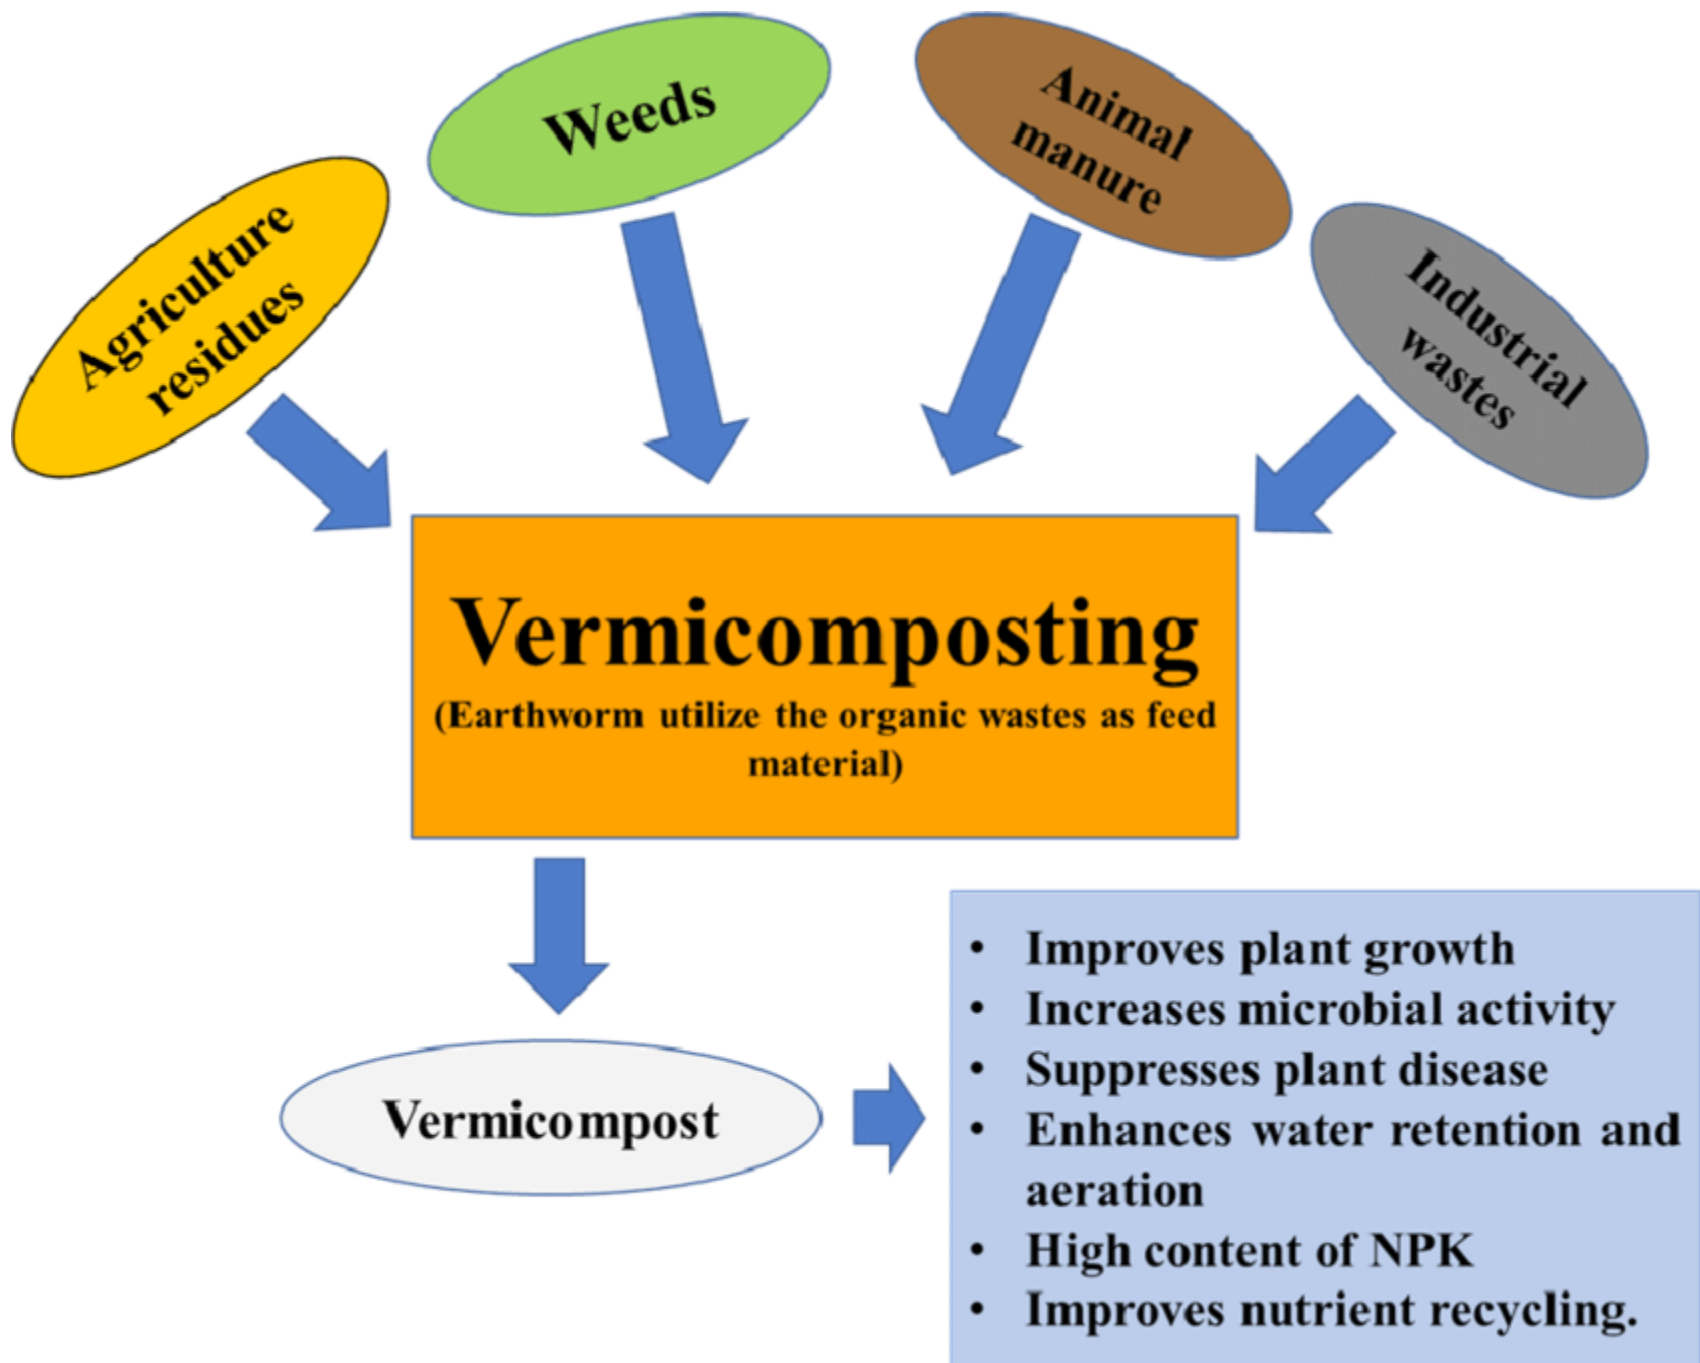 Weeds
Animal
manure
Agriculture
residues
Industrial
wastes
Vermicomposting
(Earthworm utilize the organic wastes as feed
material)
Vermicompost
• Improves plant growth
• Increases microbial activity
• Suppresses plant disease
• Enhances water retention and
aeration
• High content of NPK
• Improves nutrient recycling.